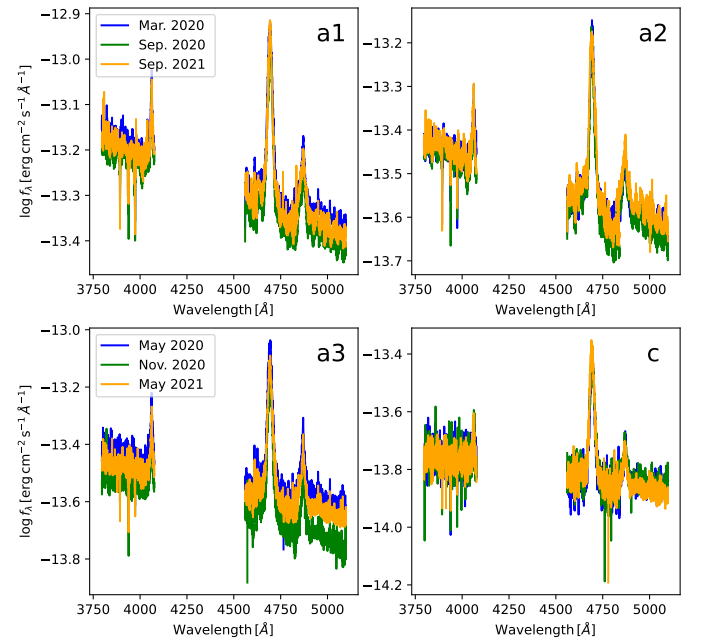 −12.9
−13.0
−13.1
−13.2
−13.3
−13.4
log fλ [erg cm⁻² s⁻¹ Å⁻¹]
Mar. 2020
Sep. 2020
Sep. 2021
a1
3750 4000 4250 4500 4750 5000
Wavelength [Å]
−13.2
−13.3
−13.4
−13.5
−13.6
−13.7
a2
3750 4000 4250 4500 4750 5000
Wavelength [Å]
−13.0
−13.2
−13.4
−13.6
−13.8
log fλ [erg cm⁻² s⁻¹ Å⁻¹]
May 2020
Nov. 2020
May 2021
a3
3750 4000 4250 4500 4750 5000
Wavelength [Å]
−13.4
−13.6
−13.8
−14.0
−14.2
c
3750 4000 4250 4500 4750 5000
Wavelength [Å]